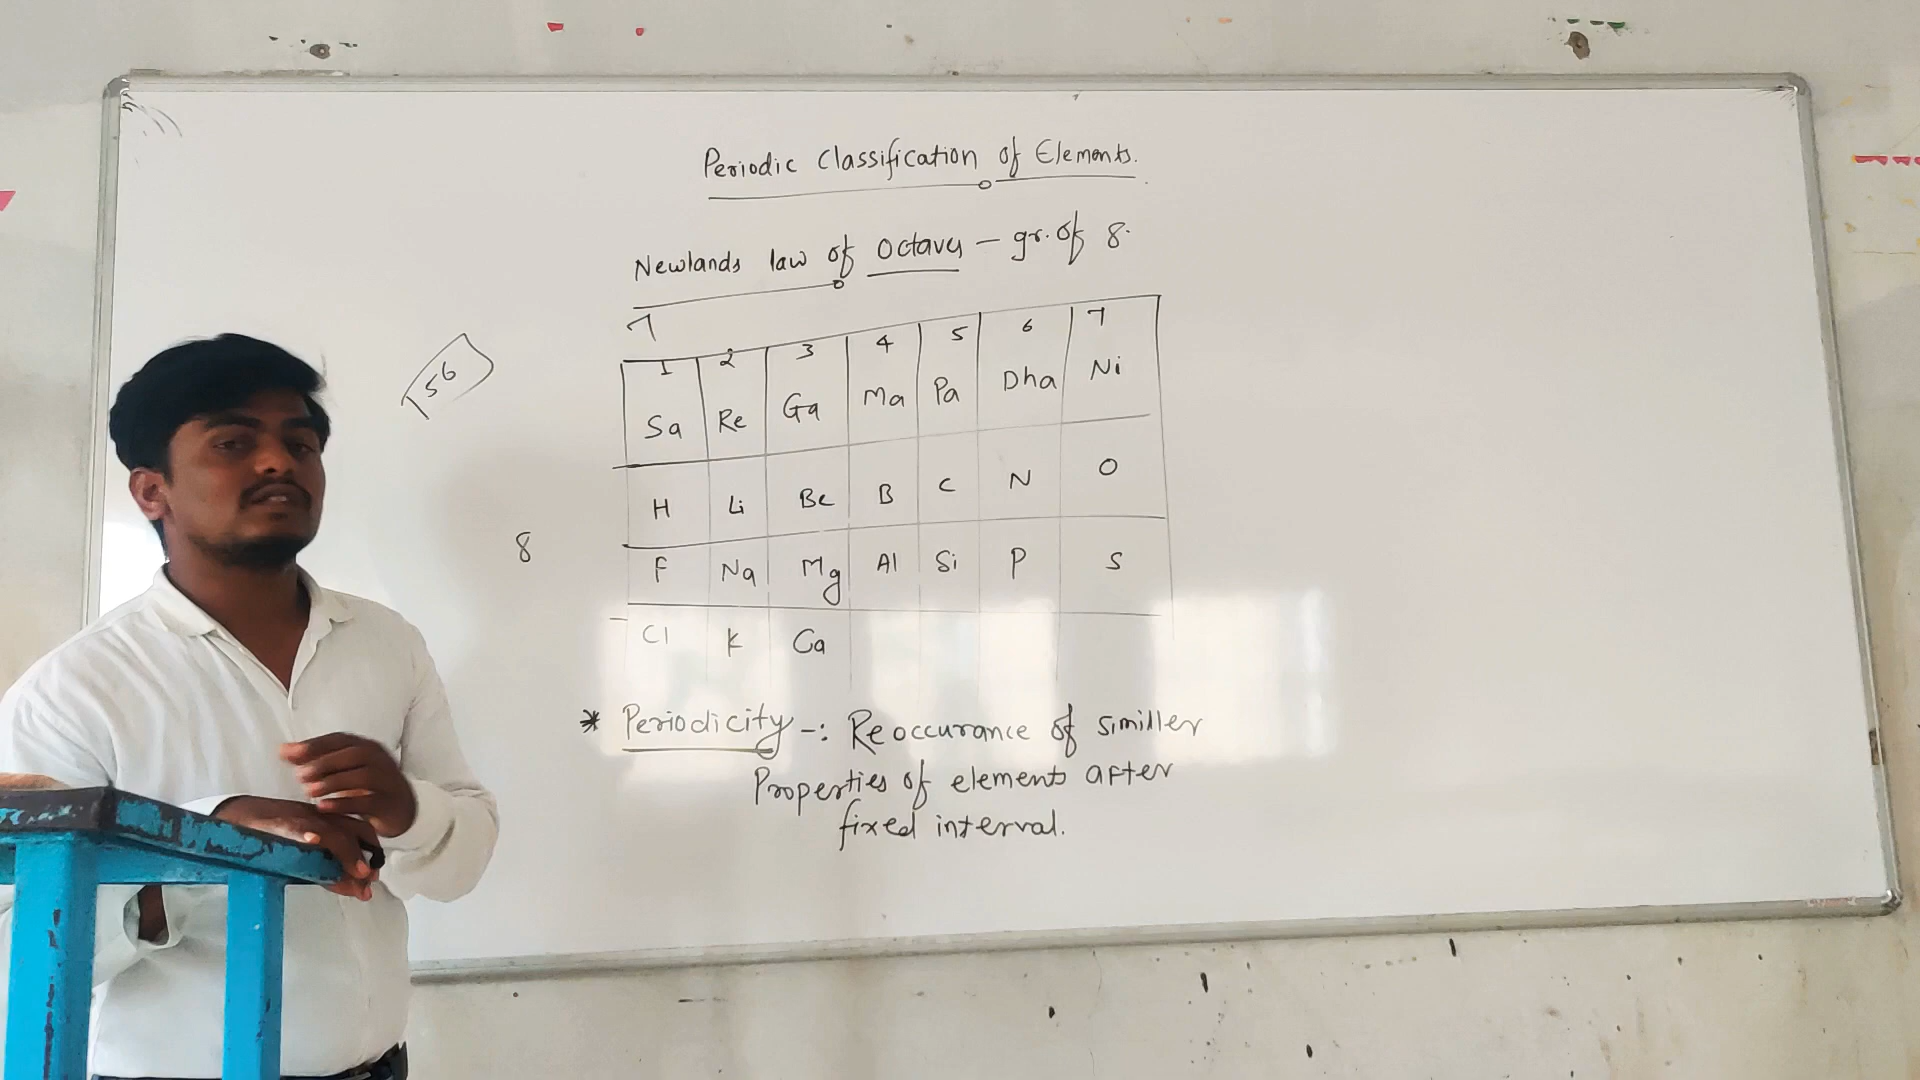 Periodic Classification of Elements.
Newlands law of Octaves – gr. of 8.
7
56
1 2 3 4 5 6 7
Sa Re Ga Ma Pa Dha Ni
H Li Be B C N O
8
F Na Mg Al Si P S
Cl K Ca
* Periodicity -: Reoccurance of similler
Properties of elements after
fixed interval.